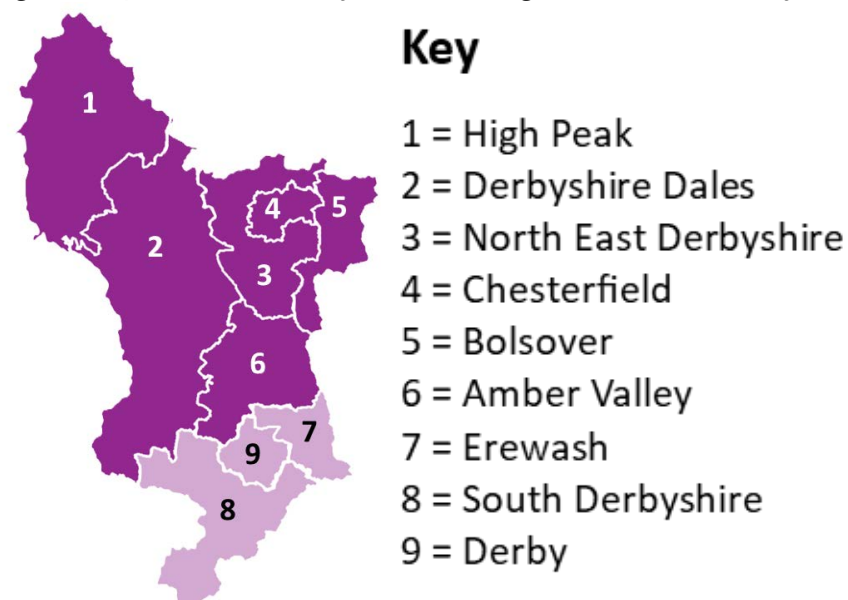 Key
1 = High Peak
2 = Derbyshire Dales
3 = North East Derbyshire
4 = Chesterfield
5 = Bolsover
6 = Amber Valley
7 = Erewash
8 = South Derbyshire
9 = Derby
1
2
3
4
5
6
7
8
9